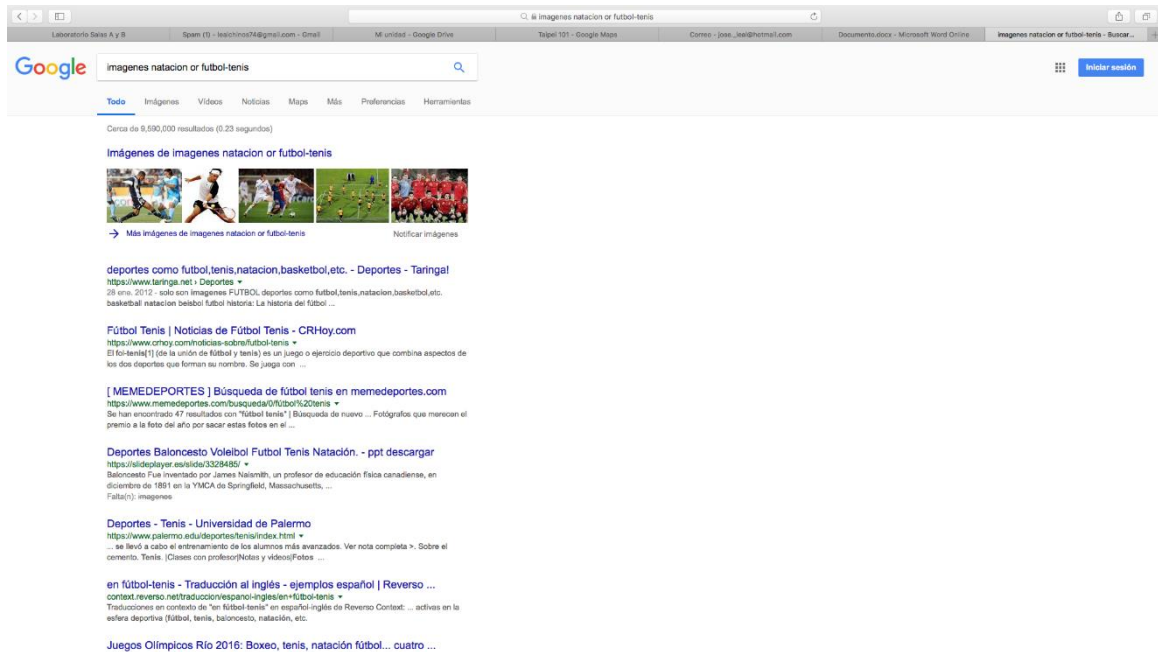 imagenes natacion or futbol-tenis
Laboratorio Salas A y B
Spam (1) - lealchinos74@gmail.com - Gmail
Mi unidad - Google Drive
Taipei 101 - Google Maps
Documento.docx - Microsoft Word Online
imagenes natacion or futbol-tenis - Buscar...
Google
imagenes natacion or futbol-tenis
Iniciar sesión
Todo Imágenes Vídeos Noticias Maps Más Preferencias Herramientas
Cerca de 9,590,000 resultados (0.23 segundos)
Imágenes de imagenes natacion or futbol-tenis
Más imágenes de imagenes natacion or futbol-tenis
Notificar imágenes
deportes como futbol,tenis,natacion,basketbol,etc. - Deportes - Taringa!
https://www.taringa.net › Deportes
28 ene. 2012 - solo son imagenes FUTBOL deportes como futbol,tenis,natacion,basketbol,etc.
basketball natacion beisbol futbol historia: La historia del fútbol ...
Fútbol Tenis | Noticias de Fútbol Tenis - CRHoy.com
https://www.crhoy.com/noticias-sobre/futbol-tenis
El fol-tenis[1] (de la unión de fútbol y tenis) es un juego o ejercicio deportivo que combina aspectos de
los dos deportes que forman su nombre. Se juega con ...
[ MEMEDEPORTES ] Búsqueda de fútbol tenis en memedeportes.com
https://www.memedeportes.com/busqueda/0/fútbol%20tenis
Se han encontrado 47 resultados con "fútbol tenis" | Búsqueda de nuevo ... Fotógrafos que merecen el
premio a la foto del año por sacar estas fotos en el ...
Deportes Baloncesto Voleibol Futbol Tenis Natación. - ppt descargar
https://slideplayer.es/slide/3328485/
Baloncesto Fue inventado por James Naismith, un profesor de educación física canadiense, en
diciembre de 1891 en la YMCA de Springfield, Massachusetts, ...
Falta(n): imagenes
Deportes - Tenis - Universidad de Palermo
https://www.palermo.edu/deportes/tenis/index.html
... se llevó a cabo el entrenamiento de los alumnos más avanzados. Ver nota completa >. Sobre el
cemento. Tenis. |Clases con profesor|Notas y videos|Fotos ...
en fútbol-tenis - Traducción al inglés - ejemplos español | Reverso ...
context.reverso.net/traduccion/espanol-ingles/en+fútbol-tenis
Traducciones en contexto de "en fútbol-tenis" en español-inglés de Reverso Context: ... activas en la
esfera deportiva (fútbol, tenis, baloncesto, natación, etc.
Juegos Olímpicos Río 2016: Boxeo, tenis, natación fútbol... cuatro ...